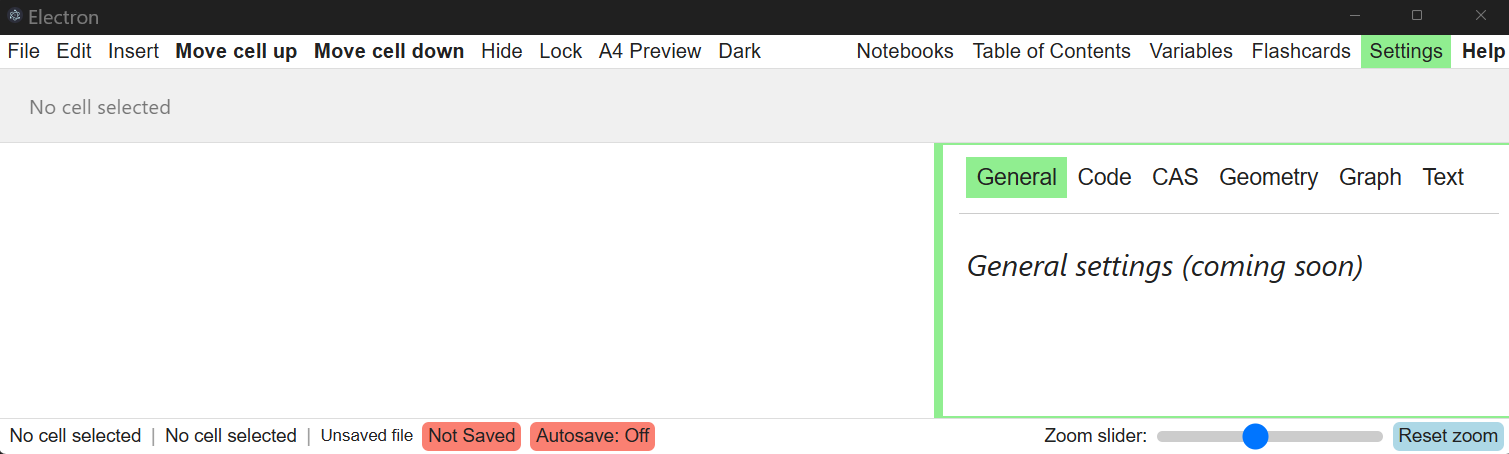 Electron
File Edit Insert Move cell up Move cell down Hide Lock A4 Preview Dark Notebooks Table of Contents Variables Flashcards Settings Help
No cell selected
General Code CAS Geometry Graph Text
General settings (coming soon)
No cell selected | No cell selected | Unsaved file Not Saved Autosave: Off Zoom slider: Reset zoom